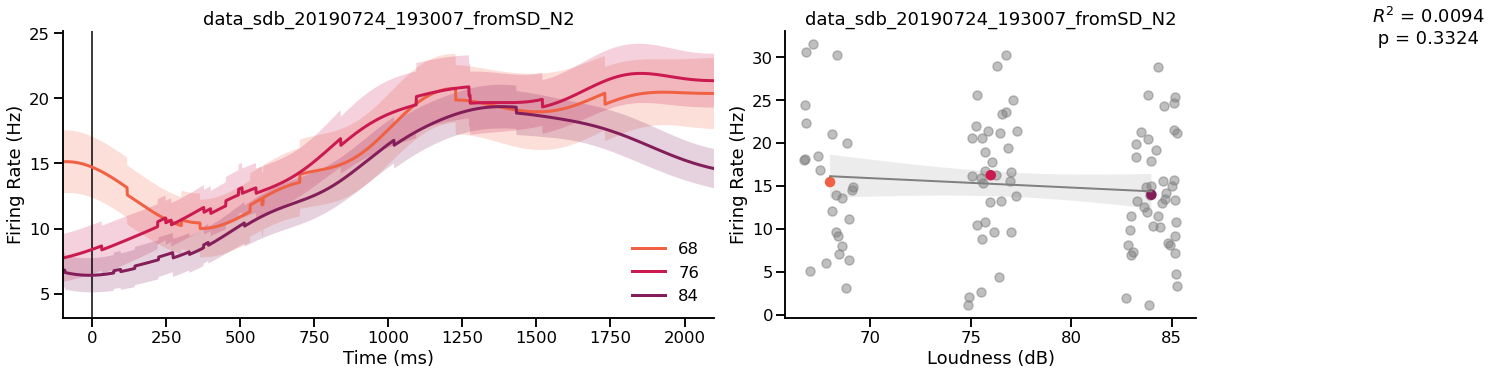 data_sdb_20190724_193007_fromSD_N2
25
20
15
10
5
Firing Rate (Hz)
0 250 500 750 1000 1250 1500 1750 2000
Time (ms)
68
76
84
data_sdb_20190724_193007_fromSD_N2
30
25
20
15
10
5
0
Firing Rate (Hz)
70 75 80 85
Loudness (dB)
R² = 0.0094
p = 0.3324